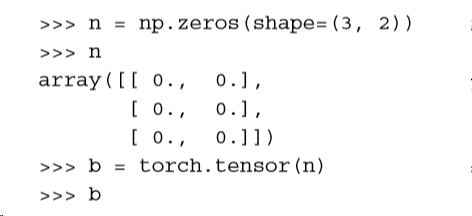 >>> n = np.zeros(shape=(3, 2))
>>> n
array([[ 0.,  0.],
       [ 0.,  0.],
       [ 0.,  0.]])
>>> b = torch.tensor(n)
>>> b